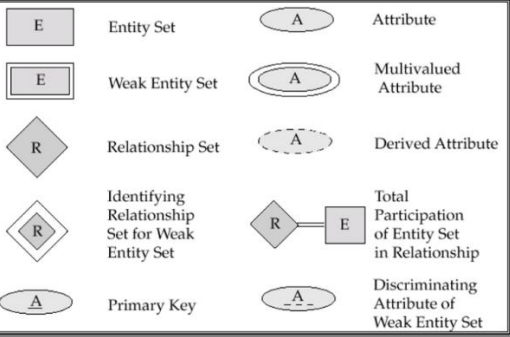 E Entity Set A Attribute
E Weak Entity Set A Multivalued
Attribute
R Relationship Set A Derived Attribute
R Identifying
Relationship
Set for Weak
Entity Set
R E Total
Participation
of Entity Set
in Relationship
A Primary Key
A Discriminating
Attribute of
Weak Entity Set